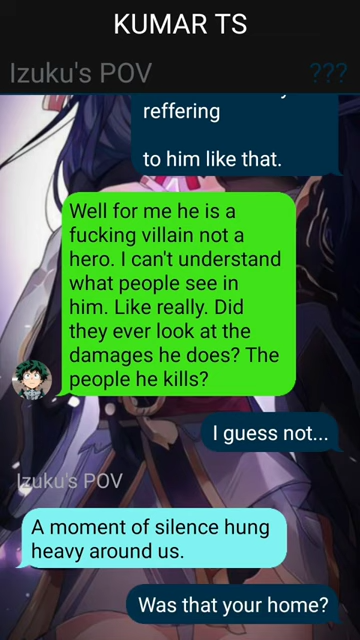 KUMAR TS
Izuku's POV
???
reffering
to him like that.
Well for me he is a
fucking villain not a
hero. I can't understand
what people see in
him. Like really. Did
they ever look at the
damages he does? The
people he kills?
I guess not...
Izuku's POV
A moment of silence hung
heavy around us.
Was that your home?